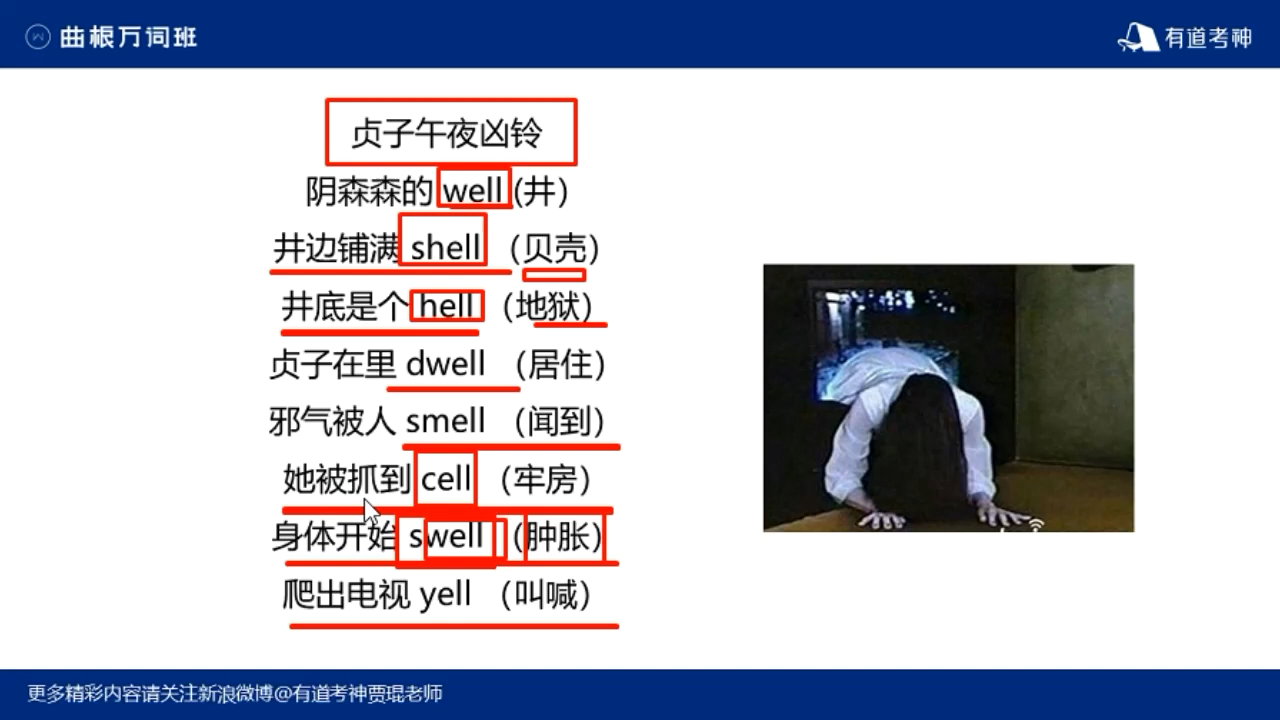 曲根万词班
有道考神
贞子午夜凶铃
阴森森的 well (井)
井边铺满 shell （贝壳）
井底是个 hell （地狱）
贞子在里 dwell （居住）
邪气被人 smell （闻到）
她被抓到 cell （牢房）
身体开始 swell （肿胀）
爬出电视 yell （叫喊）
更多精彩内容请关注新浪微博@有道考神贾琨老师